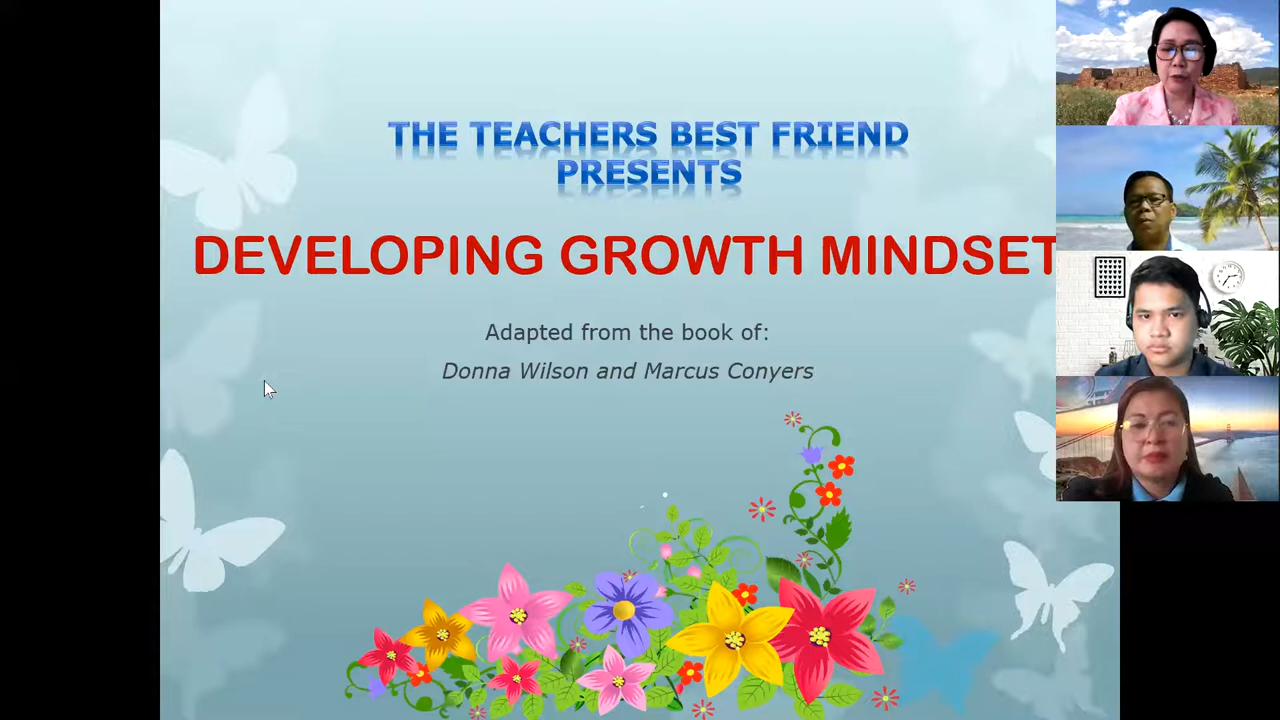 THE TEACHERS BEST FRIEND
PRESENTS
DEVELOPING GROWTH MINDSET
Adapted from the book of:
Donna Wilson and Marcus Conyers